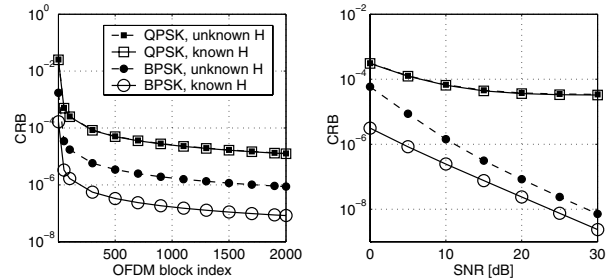 10^0
10^-2
10^-4
10^-6
10^-8
CRB
QPSK, unknown H
QPSK, known H
BPSK, unknown H
BPSK, known H
500
1000
1500
2000
OFDM block index
10^-2
10^-4
10^-6
10^-8
CRB
0
10
20
30
SNR [dB]